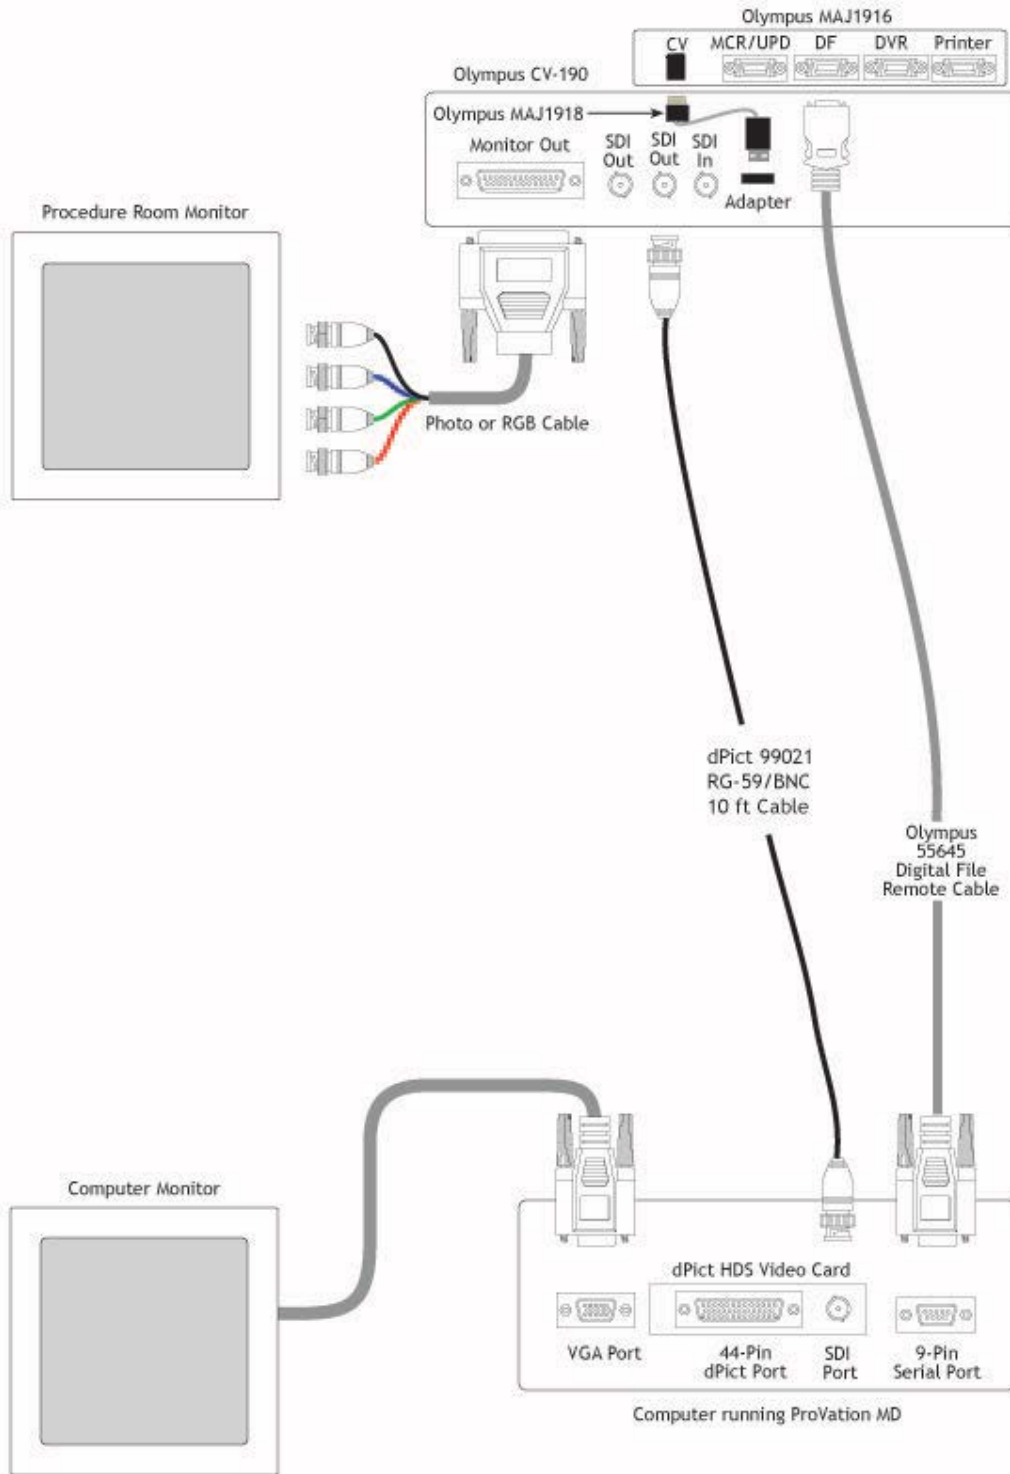 Olympus MAJ1916
CV MCR/UPD DF DVR Printer
Olympus CV-190
Olympus MAJ1918
Monitor Out
SDI
Out
SDI
Out
SDI
In
Adapter
Procedure Room Monitor
Photo or RGB Cable
dPict 99021
RG-59/BNC
10 ft Cable
Olympus
55645
Digital File
Remote Cable
Computer Monitor
dPict HDS Video Card
VGA Port
44-Pin
dPict Port
SDI
Port
9-Pin
Serial Port
Computer running ProVation MD